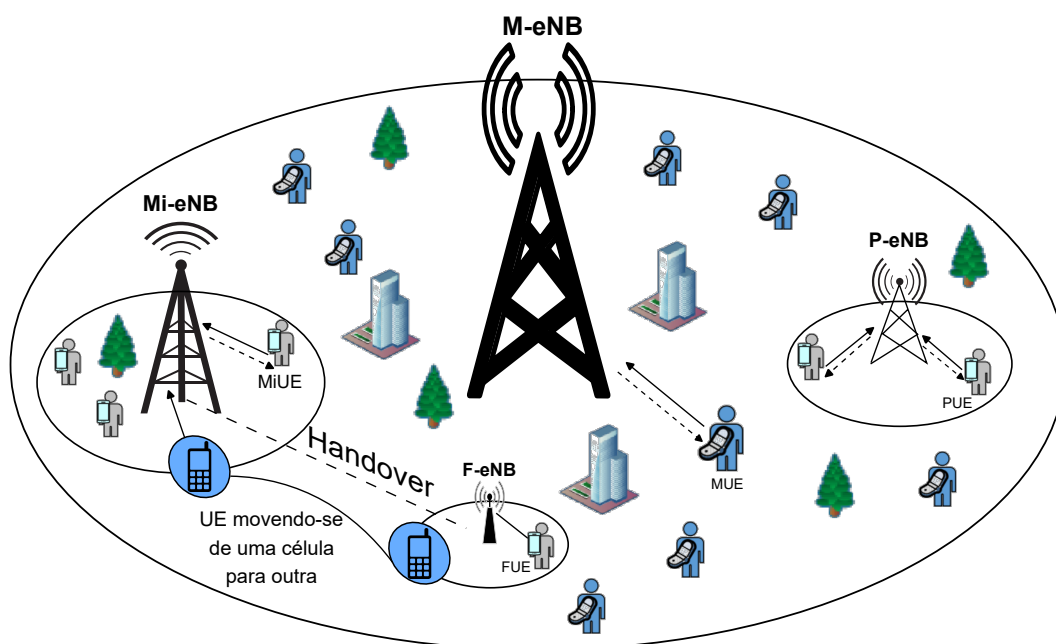 M-eNB
Mi-eNB
P-eNB
MiUE
PUE
Handover
F-eNB
MUE
UE movendo-se
de uma célula
para outra
FUE